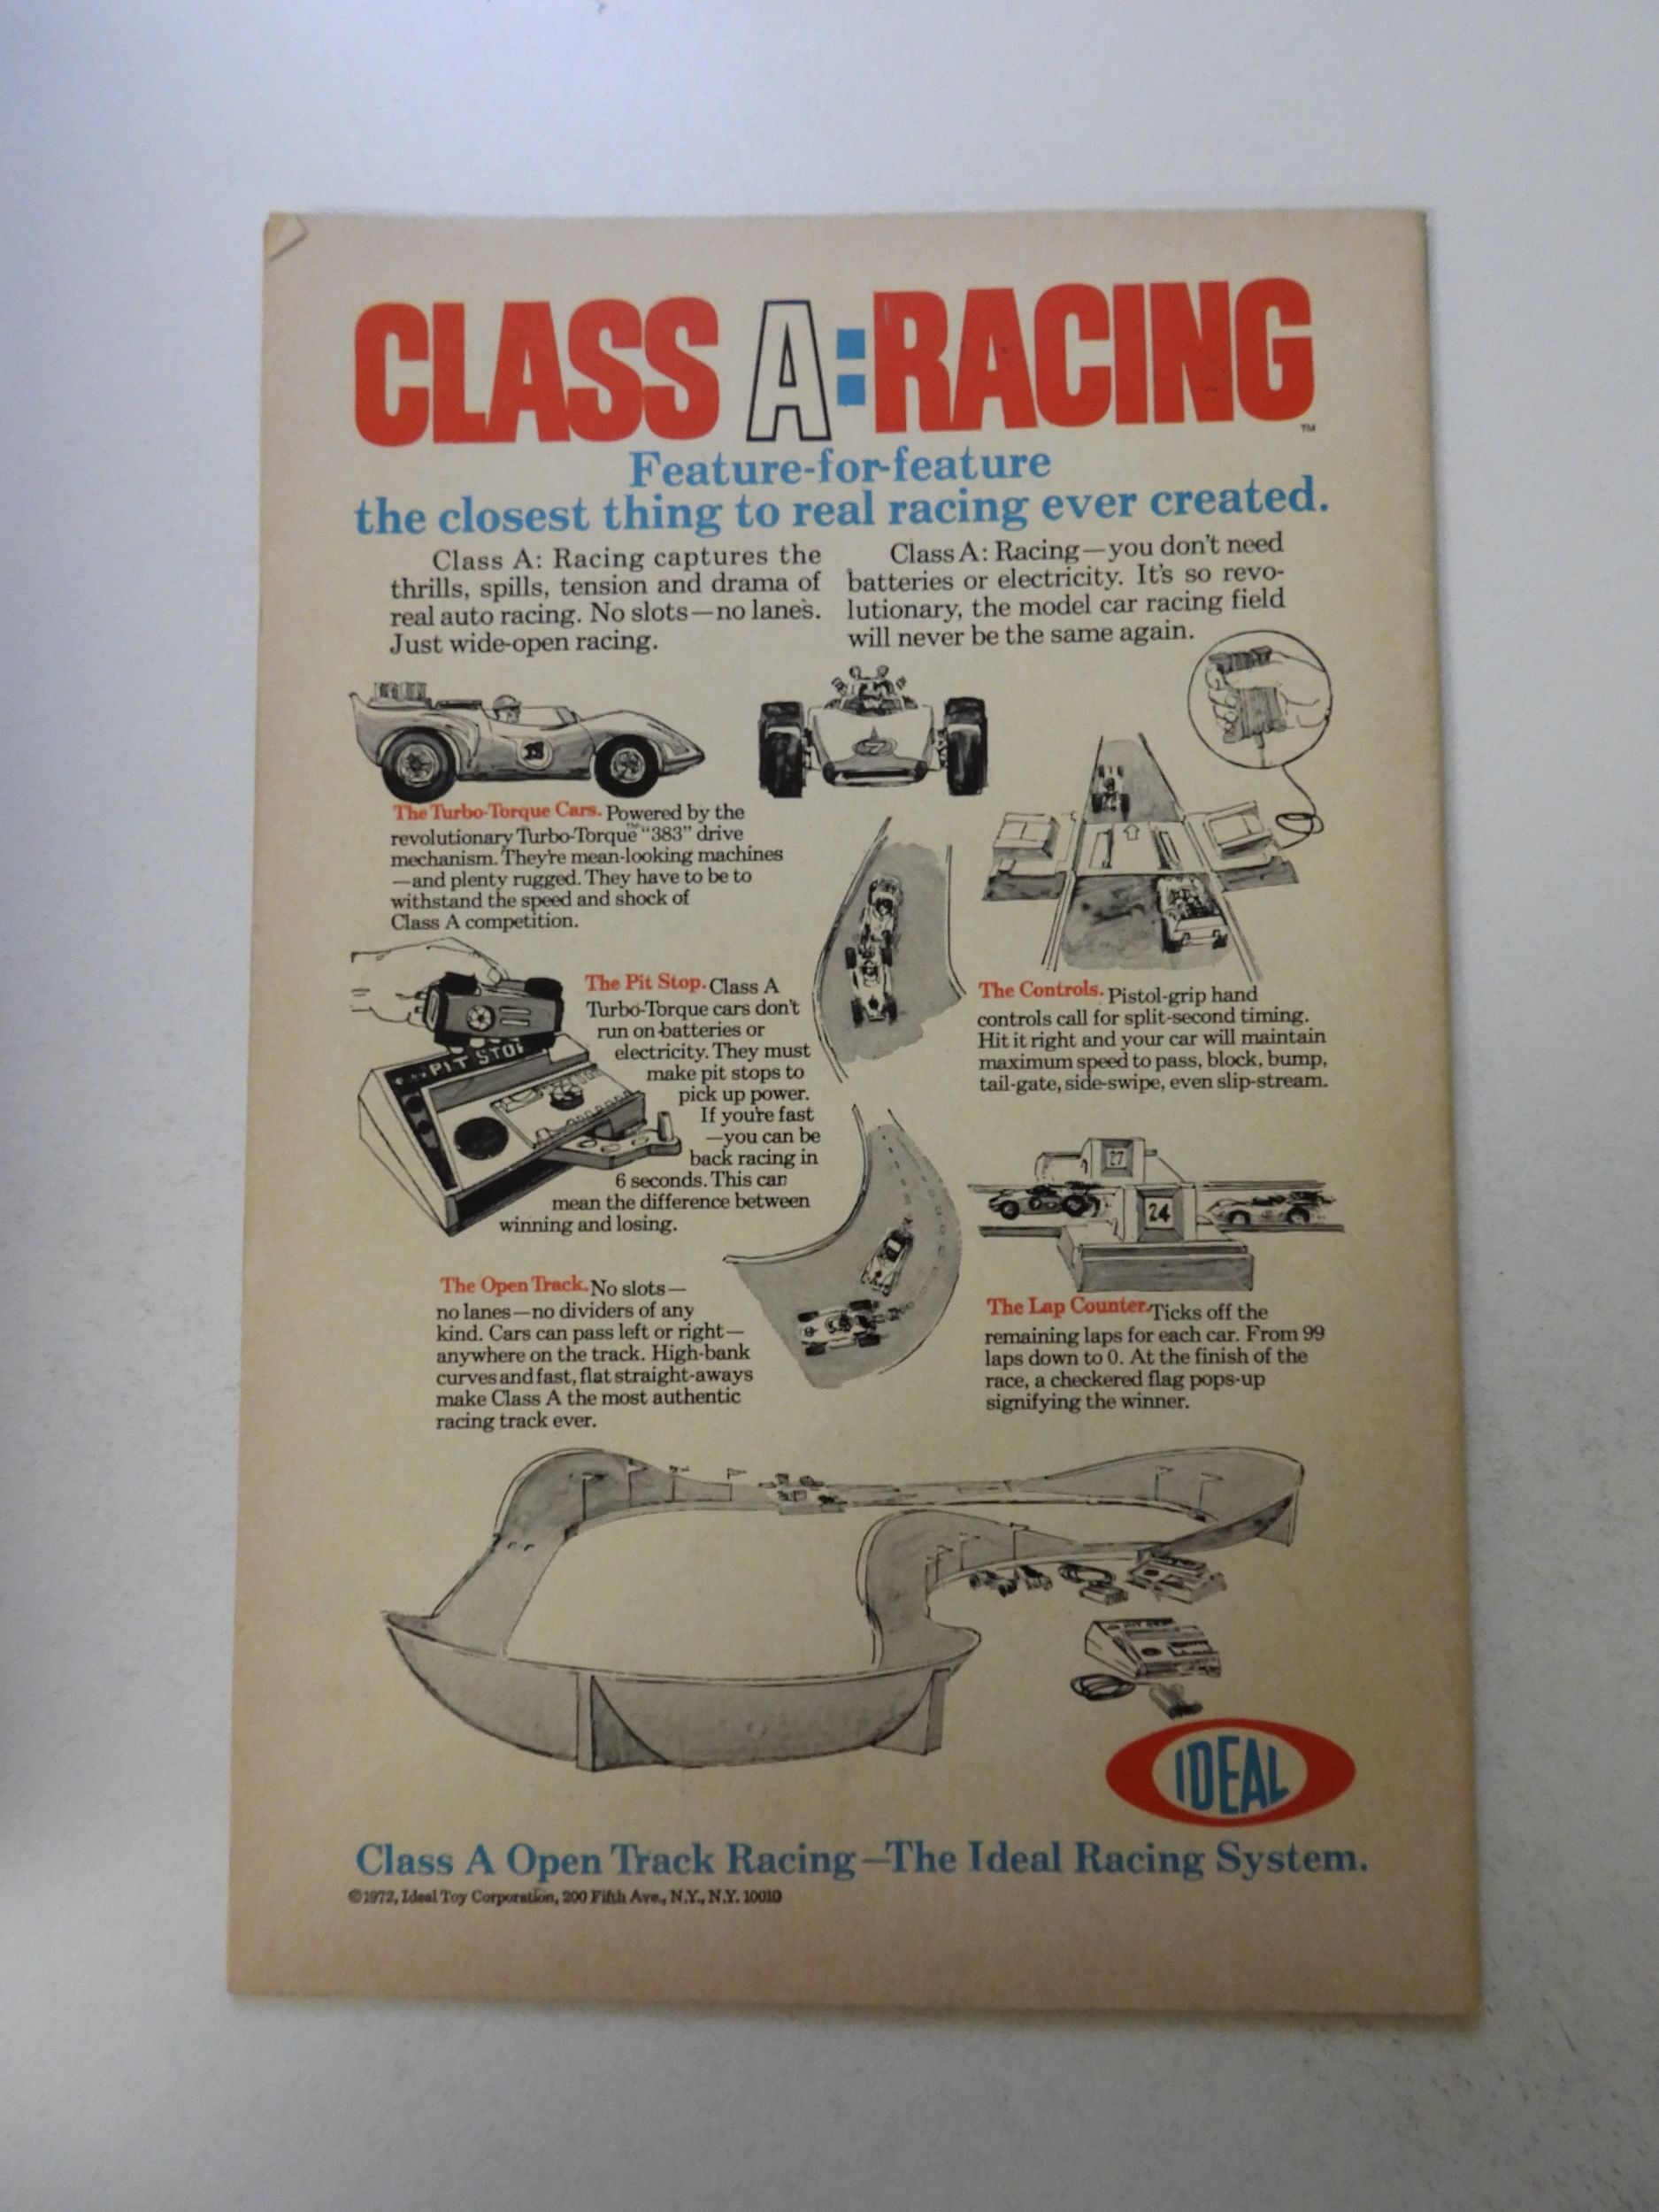 CLASS A:RACING
TM
Feature-for-feature
the closest thing to real racing ever created.
Class A: Racing captures the
thrills, spills, tension and drama of
real auto racing. No slots—no lanes.
Just wide-open racing.
Class A: Racing—you don't need
batteries or electricity. It's so revo-
lutionary, the model car racing field
will never be the same again.
The Turbo-Torque Cars. Powered by the
revolutionary Turbo-Torque™ "383" drive
mechanism. They're mean-looking machines
—and plenty rugged. They have to be to
withstand the speed and shock of
Class A competition.
PIT STOP
The Pit Stop. Class A
Turbo-Torque cars don't
run on batteries or
electricity. They must
make pit stops to
pick up power.
If you're fast
—you can be
back racing in
6 seconds. This can
mean the difference between
winning and losing.
The Controls. Pistol-grip hand
controls call for split-second timing.
Hit it right and your car will maintain
maximum speed to pass, block, bump,
tail-gate, side-swipe, even slip-stream.
27
24
The Open Track. No slots—
no lanes—no dividers of any
kind. Cars can pass left or right—
anywhere on the track. High-bank
curves and fast, flat straight-aways
make Class A the most authentic
racing track ever.
The Lap Counter. Ticks off the
remaining laps for each car. From 99
laps down to 0. At the finish of the
race, a checkered flag pops-up
signifying the winner.
IDEAL
Class A Open Track Racing—The Ideal Racing System.
©1972, Ideal Toy Corporation, 200 Fifth Ave., N.Y., N.Y. 10010